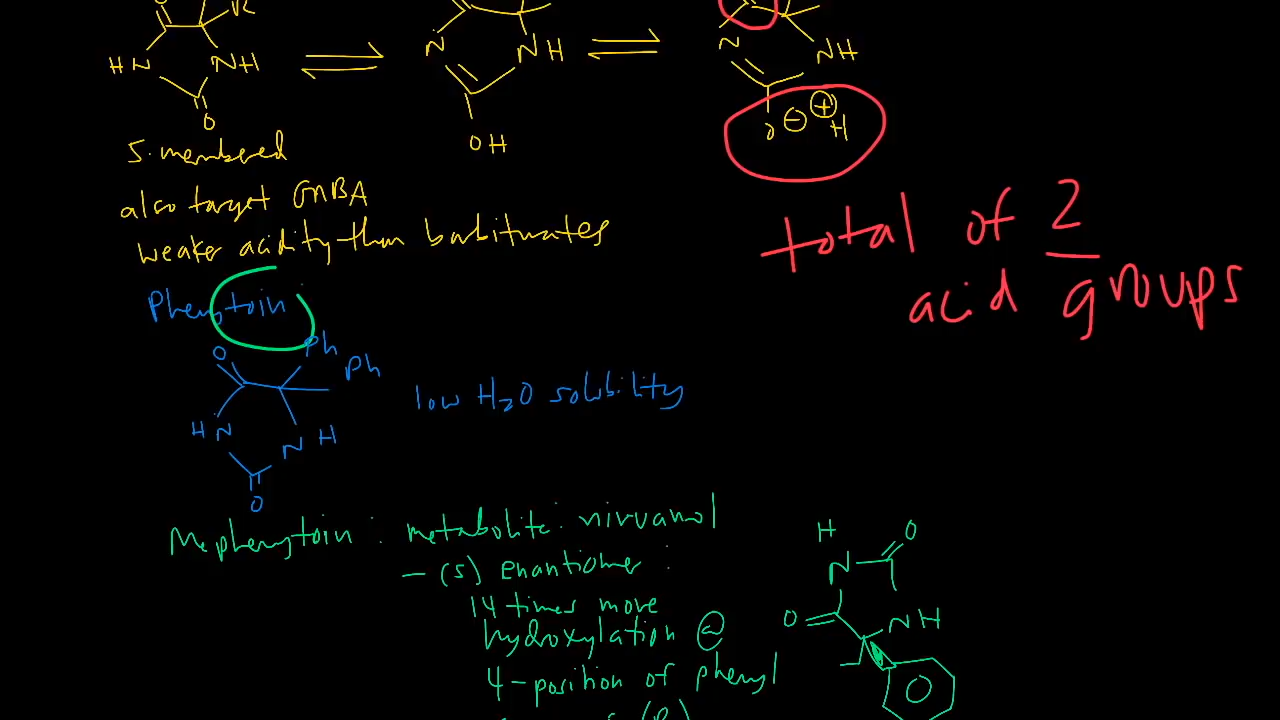 R
HN
NH
O
N
NH
OH
N
NH
O ⊖ ⊕ H
5-membered
also target GABA
weaker acidity than barbiturates
total of 2
acid groups
Phenytoin :
O
Ph
Ph
HN
N H
O
low H2O solubility
Mephenytoin : metabolite : nirvanol
- (S) enantiomer :
14 times more
hydroxylation @
4-position of phenyl
(R)
H
N
O
O
NH